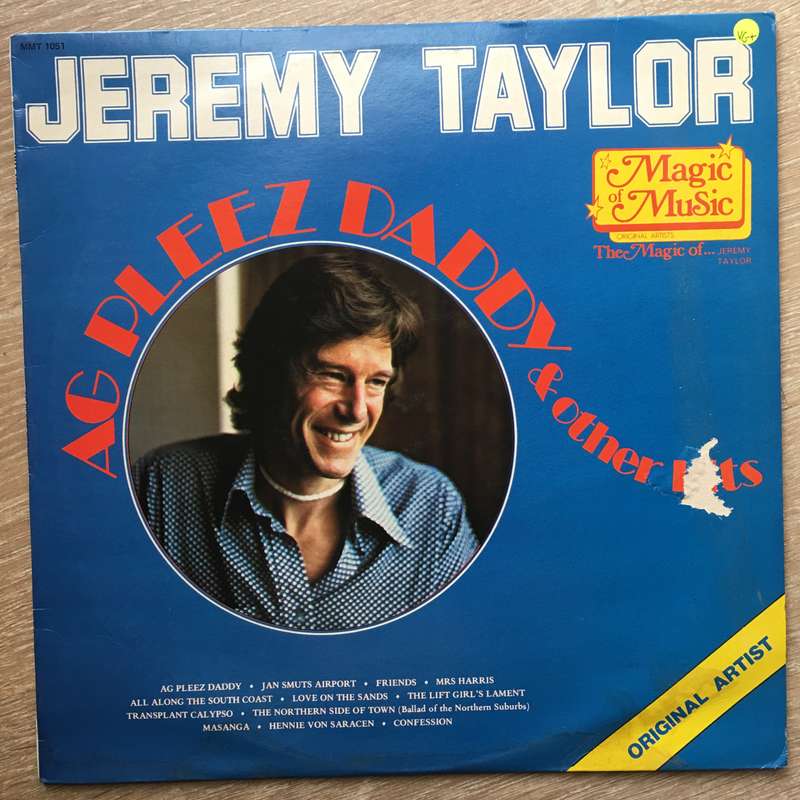 MMT 1051
VG+
JEREMY TAYLOR
Magic
of
Music
ORIGINAL ARTISTS
The Magic of... JEREMY
TAYLOR
AG PLEEZ DADDY
& other
AG PLEEZ DADDY • JAN SMUTS AIRPORT • FRIENDS • MRS HARRIS
ALL ALONG THE SOUTH COAST • LOVE ON THE SANDS • THE LIFT GIRL'S LAMENT
TRANSPLANT CALYPSO • THE NORTHERN SIDE OF TOWN (Ballad of the Northern Suburbs)
MASANGA • HENNIE VON SARACEN • CONFESSION
ORIGINAL ARTIST